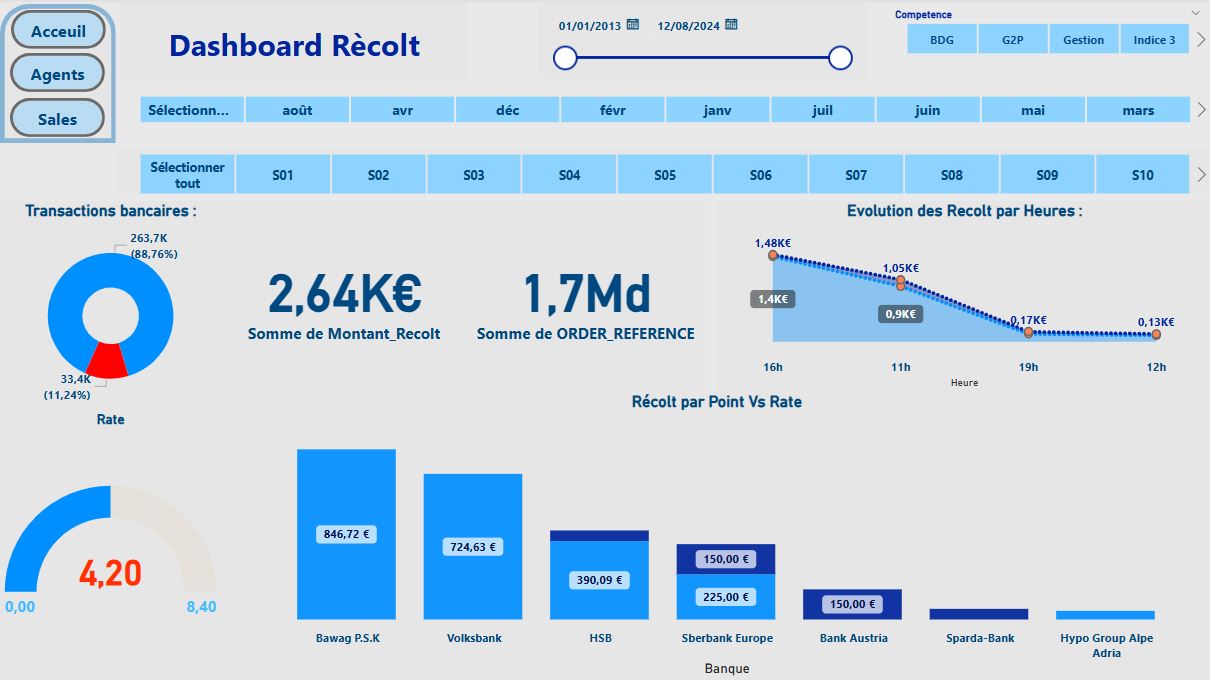 Acceuil
Agents
Sales
Dashboard Rècolt
01/01/2013
12/08/2024
Competence
BDG
G2P
Gestion
Indice 3
Sélectionn...
août
avr
déc
févr
janv
juil
juin
mai
mars
Sélectionner
tout
S01
S02
S03
S04
S05
S06
S07
S08
S09
S10
Transactions bancaires :
263,7K
(88,76%)
33,4K
(11,24%)
2,64K€
Somme de Montant_Recolt
1,7Md
Somme de ORDER_REFERENCE
Evolution des Recolt par Heures :
1,48K€
1,05K€
0,17K€
0,13K€
1,4K€
0,9K€
16h
11h
19h
12h
Heure
Rate
4,20
0,00
8,40
Récolt par Point Vs Rate
846,72 €
724,63 €
390,09 €
150,00 €
225,00 €
150,00 €
Bawag P.S.K
Volksbank
HSB
Sberbank Europe
Bank Austria
Sparda-Bank
Hypo Group Alpe
Adria
Banque